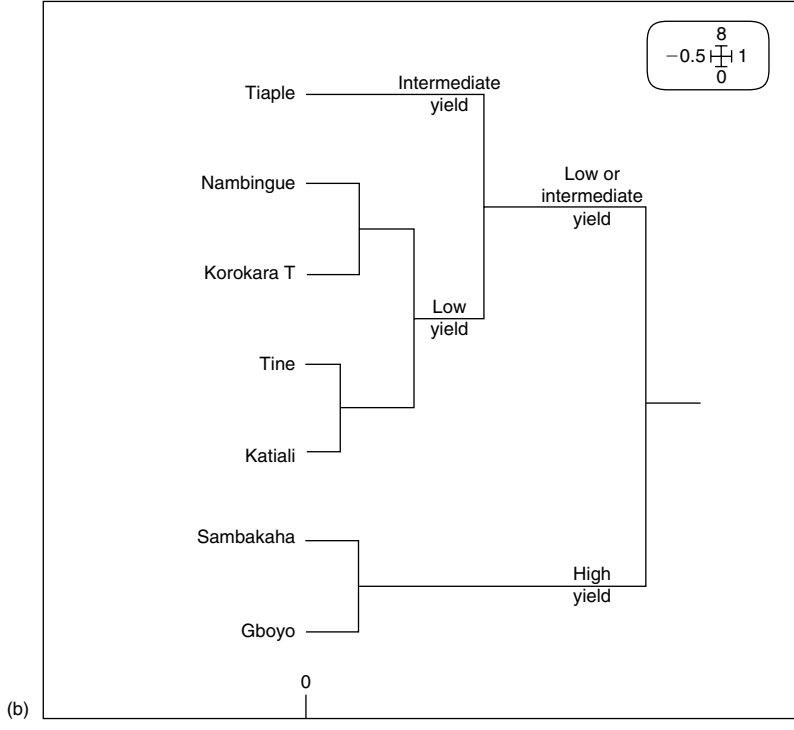 8
−0.5 1
0
Tiaple
Intermediate
yield
Nambingue
Low or
intermediate
yield
Korokara T
Low
yield
Tine
Katiali
Sambakaha
High
yield
Gboyo
0
(b)